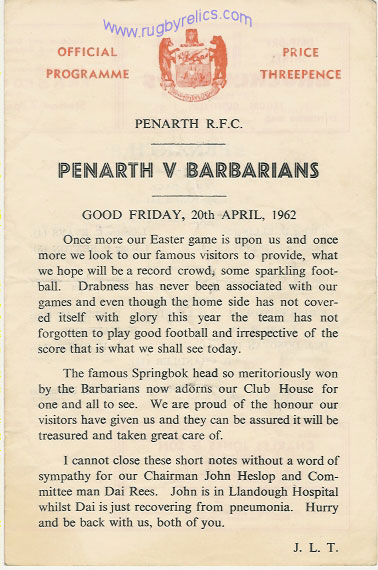 www.rugbyrelics.com
OFFICIAL PRICE
PROGRAMME THREEPENCE
PENARTH R.F.C.
PENARTH V BARBARIANS
GOOD FRIDAY, 20th APRIL, 1962
Once more our Easter game is upon us and once
more we look to our famous visitors to provide, what
we hope will be a record crowd, some sparkling foot-
ball. Drabness has never been associated with our
games and even though the home side has not cover-
ed itself with glory this year the team has not
forgotten to play good football and irrespective of the
score that is what we shall see today.
The famous Springbok head so meritoriously won
by the Barbarians now adorns our Club House for
one and all to see. We are proud of the honour our
visitors have given us and they can be assured it will be
treasured and taken great care of.
I cannot close these short notes without a word of
sympathy for our Chairman John Heslop and Com-
mittee man Dai Rees. John is in Llandough Hospital
whilst Dai is just recovering from pneumonia. Hurry
and be back with us, both of you.
J. L. T.